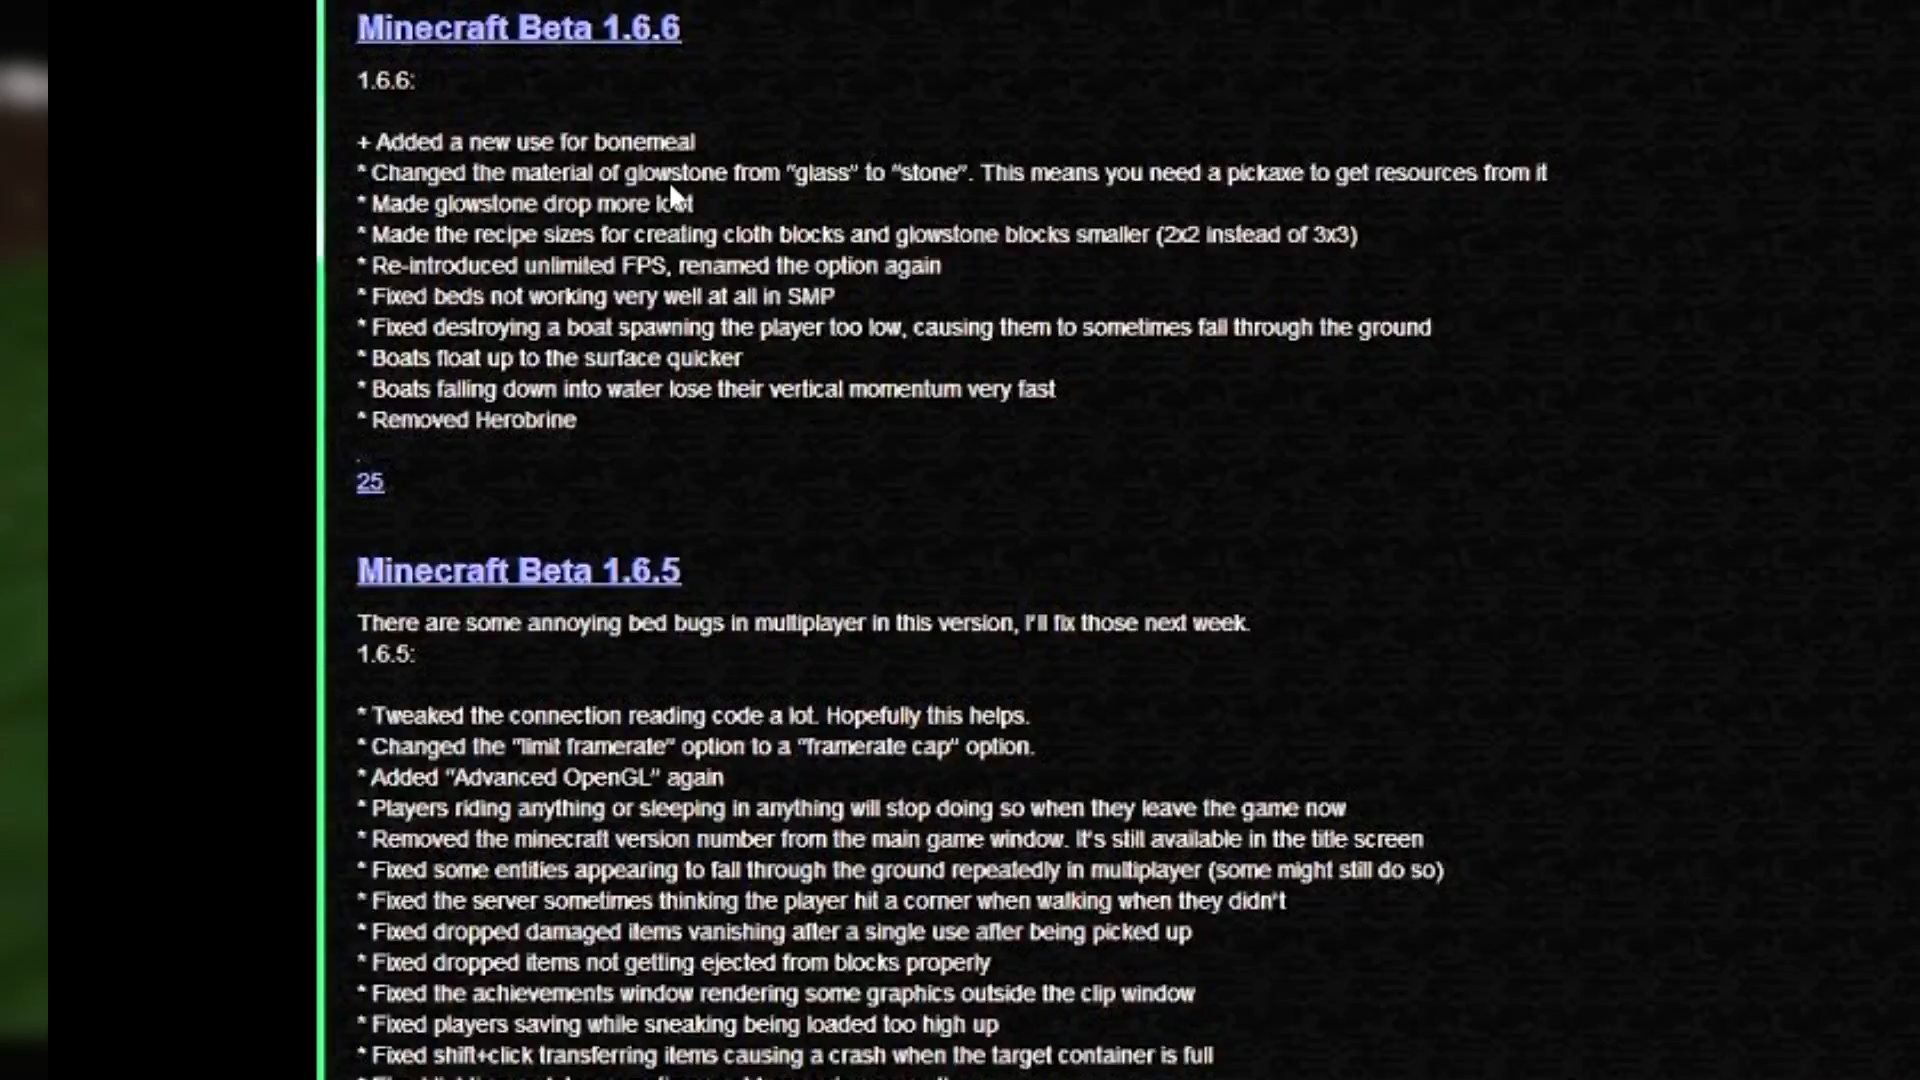 Minecraft Beta 1.6.6
1.6.6:
+ Added a new use for bonemeal
* Changed the material of glowstone from "glass" to "stone". This means you need a pickaxe to get resources from it
* Made glowstone drop more loot
* Made the recipe sizes for creating cloth blocks and glowstone blocks smaller (2x2 instead of 3x3)
* Re-introduced unlimited FPS, renamed the option again
* Fixed beds not working very well at all in SMP
* Fixed destroying a boat spawning the player too low, causing them to sometimes fall through the ground
* Boats float up to the surface quicker
* Boats falling down into water lose their vertical momentum very fast
* Removed Herobrine
.
25
Minecraft Beta 1.6.5
There are some annoying bed bugs in multiplayer in this version, I'll fix those next week.
1.6.5:
* Tweaked the connection reading code a lot. Hopefully this helps.
* Changed the "limit framerate" option to a "framerate cap" option.
* Added "Advanced OpenGL" again
* Players riding anything or sleeping in anything will stop doing so when they leave the game now
* Removed the minecraft version number from the main game window. It's still available in the title screen
* Fixed some entities appearing to fall through the ground repeatedly in multiplayer (some might still do so)
* Fixed the server sometimes thinking the player hit a corner when walking when they didn't
* Fixed dropped damaged items vanishing after a single use after being picked up
* Fixed dropped items not getting ejected from blocks properly
* Fixed the achievements window rendering some graphics outside the clip window
* Fixed players saving while sneaking being loaded too high up
* Fixed shift+click transferring items causing a crash when the target container is full